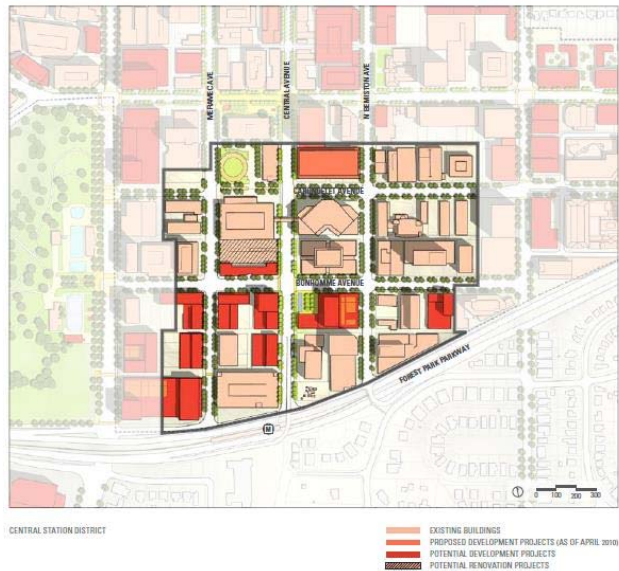 MERAMEC AVE
CENTRAL AVENUE
N BEMISTON AVE
CARONDELET AVENUE
BONHOMME AVENUE
FOREST PARK PARKWAY
M
0 100 200 300
CENTRAL STATION DISTRICT
EXISTING BUILDINGS
PROPOSED DEVELOPMENT PROJECTS (AS OF APRIL 2010)
POTENTIAL DEVELOPMENT PROJECTS
POTENTIAL RENOVATION PROJECTS